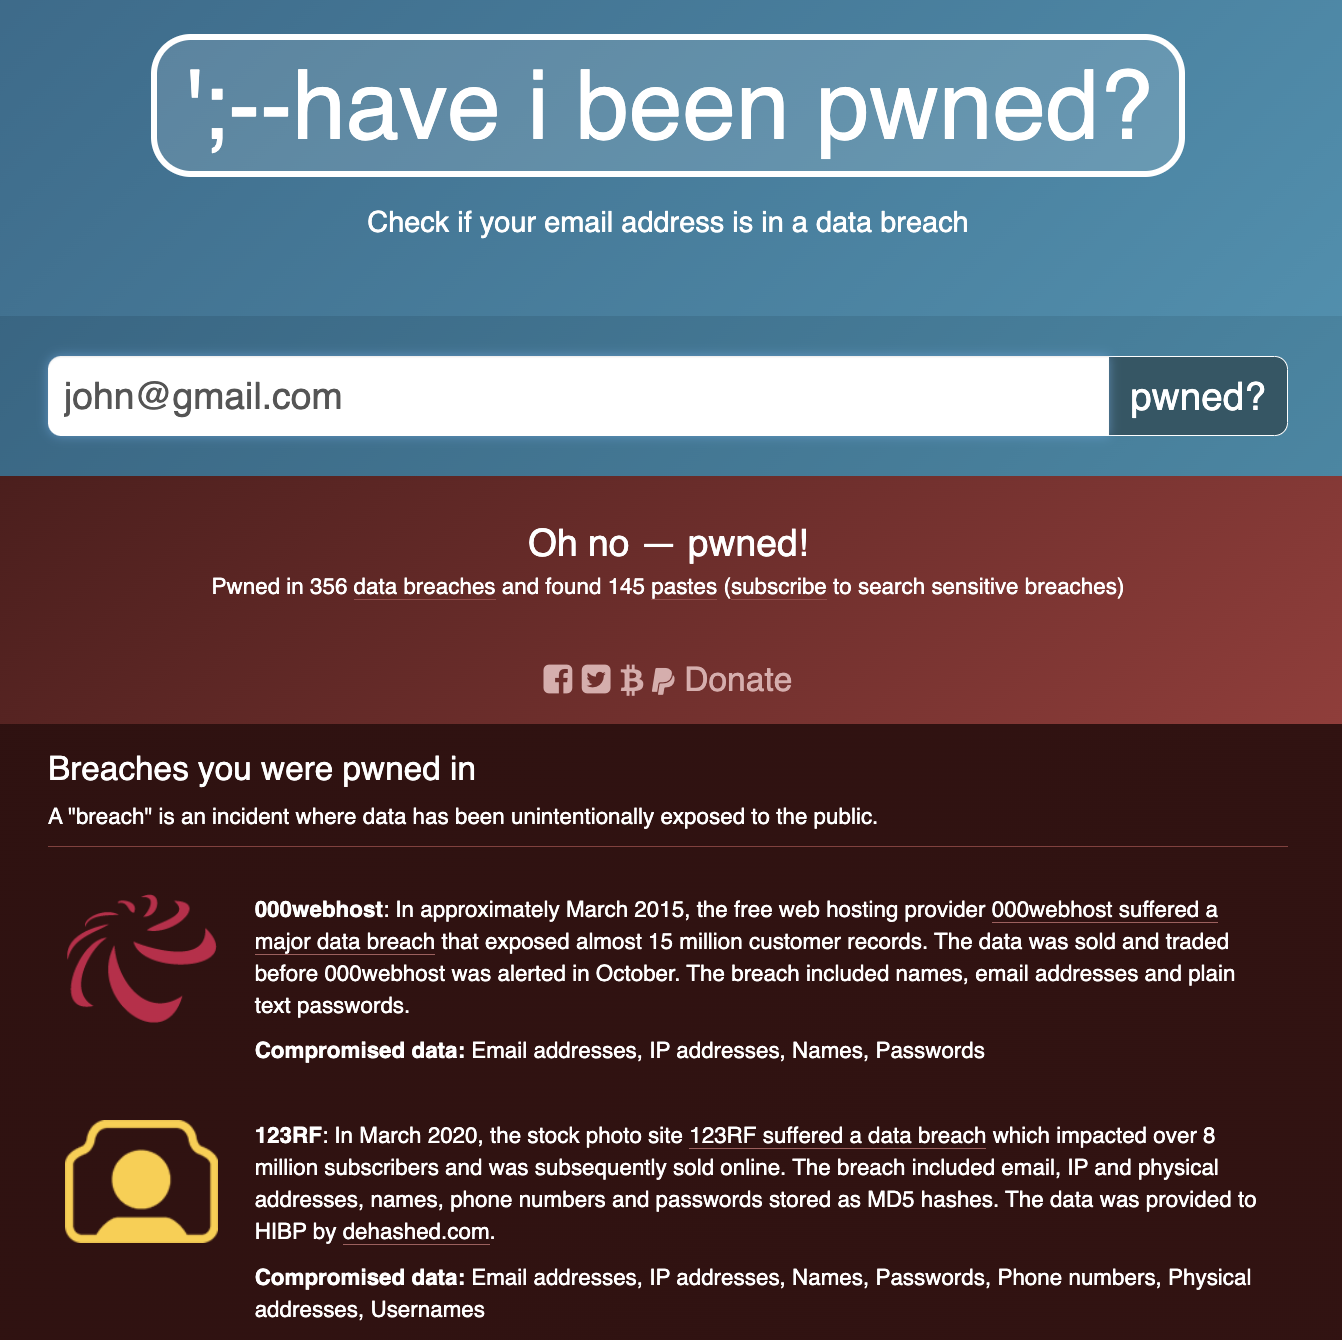 ';--have i been pwned?
Check if your email address is in a data breach
john@gmail.com
pwned?
Oh no — pwned!
Pwned in 356 data breaches and found 145 pastes (subscribe to search sensitive breaches)
Donate
Breaches you were pwned in
A "breach" is an incident where data has been unintentionally exposed to the public.
000webhost: In approximately March 2015, the free web hosting provider 000webhost suffered a
major data breach that exposed almost 15 million customer records. The data was sold and traded
before 000webhost was alerted in October. The breach included names, email addresses and plain
text passwords.
Compromised data: Email addresses, IP addresses, Names, Passwords
123RF: In March 2020, the stock photo site 123RF suffered a data breach which impacted over 8
million subscribers and was subsequently sold online. The breach included email, IP and physical
addresses, names, phone numbers and passwords stored as MD5 hashes. The data was provided to
HIBP by dehashed.com.
Compromised data: Email addresses, IP addresses, Names, Passwords, Phone numbers, Physical
addresses, Usernames